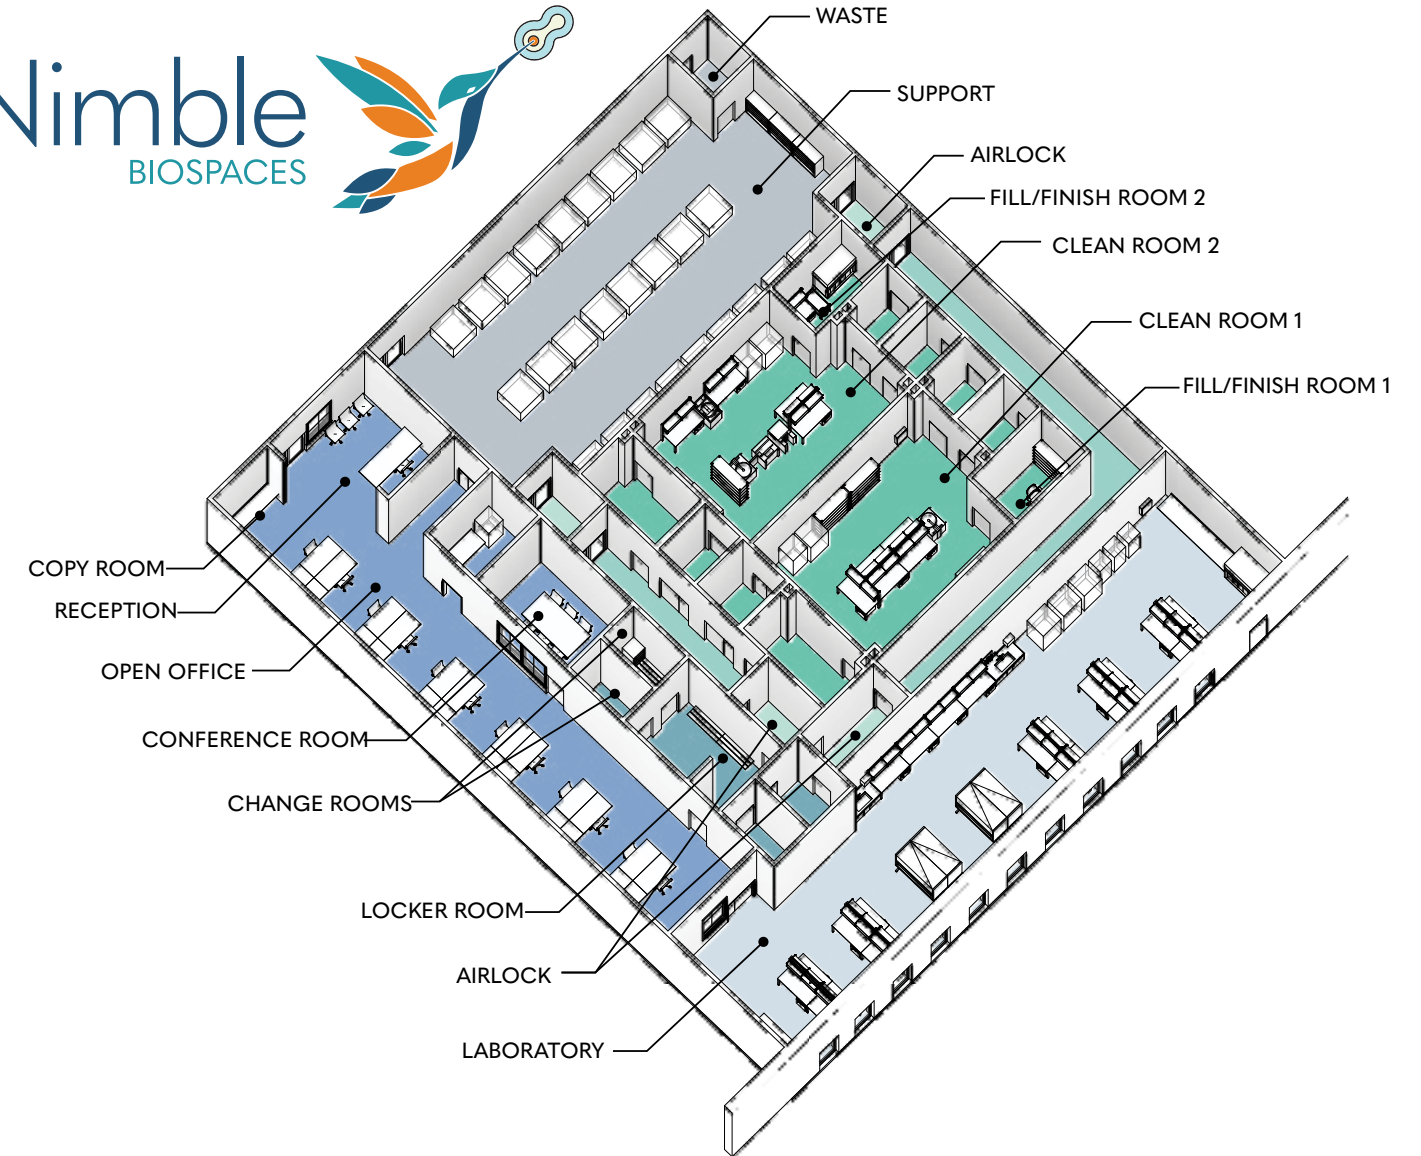 Nimble
BIOSPACES
WASTE
SUPPORT
AIRLOCK
FILL/FINISH ROOM 2
CLEAN ROOM 2
CLEAN ROOM 1
FILL/FINISH ROOM 1
COPY ROOM
RECEPTION
OPEN OFFICE
CONFERENCE ROOM
CHANGE ROOMS
LOCKER ROOM
AIRLOCK
LABORATORY